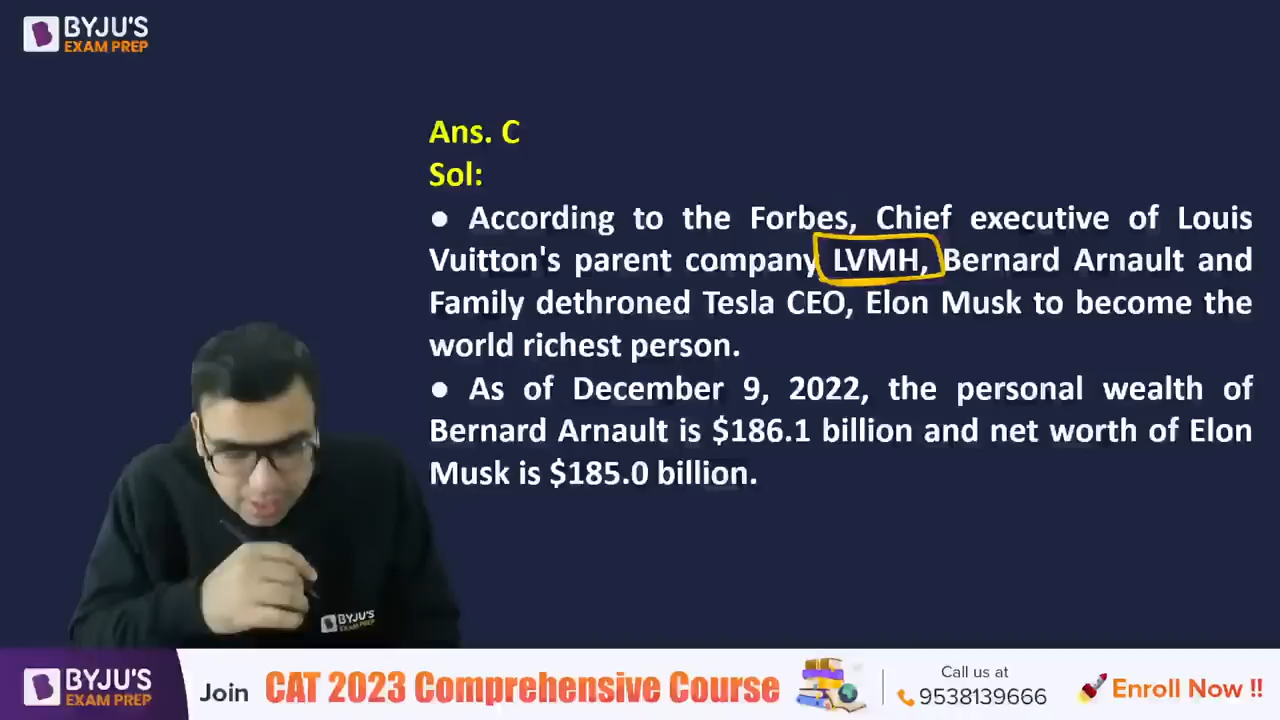 BYJU'S
EXAM PREP
Ans. C
Sol:
● According to the Forbes, Chief executive of Louis
Vuitton's parent company LVMH, Bernard Arnault and
Family dethroned Tesla CEO, Elon Musk to become the
world richest person.
● As of December 9, 2022, the personal wealth of
Bernard Arnault is $186.1 billion and net worth of Elon
Musk is $185.0 billion.
BYJU'S
EXAM PREP
BYJU'S
EXAM PREP
Join CAT 2023 Comprehensive Course
Call us at
9538139666
Enroll Now !!